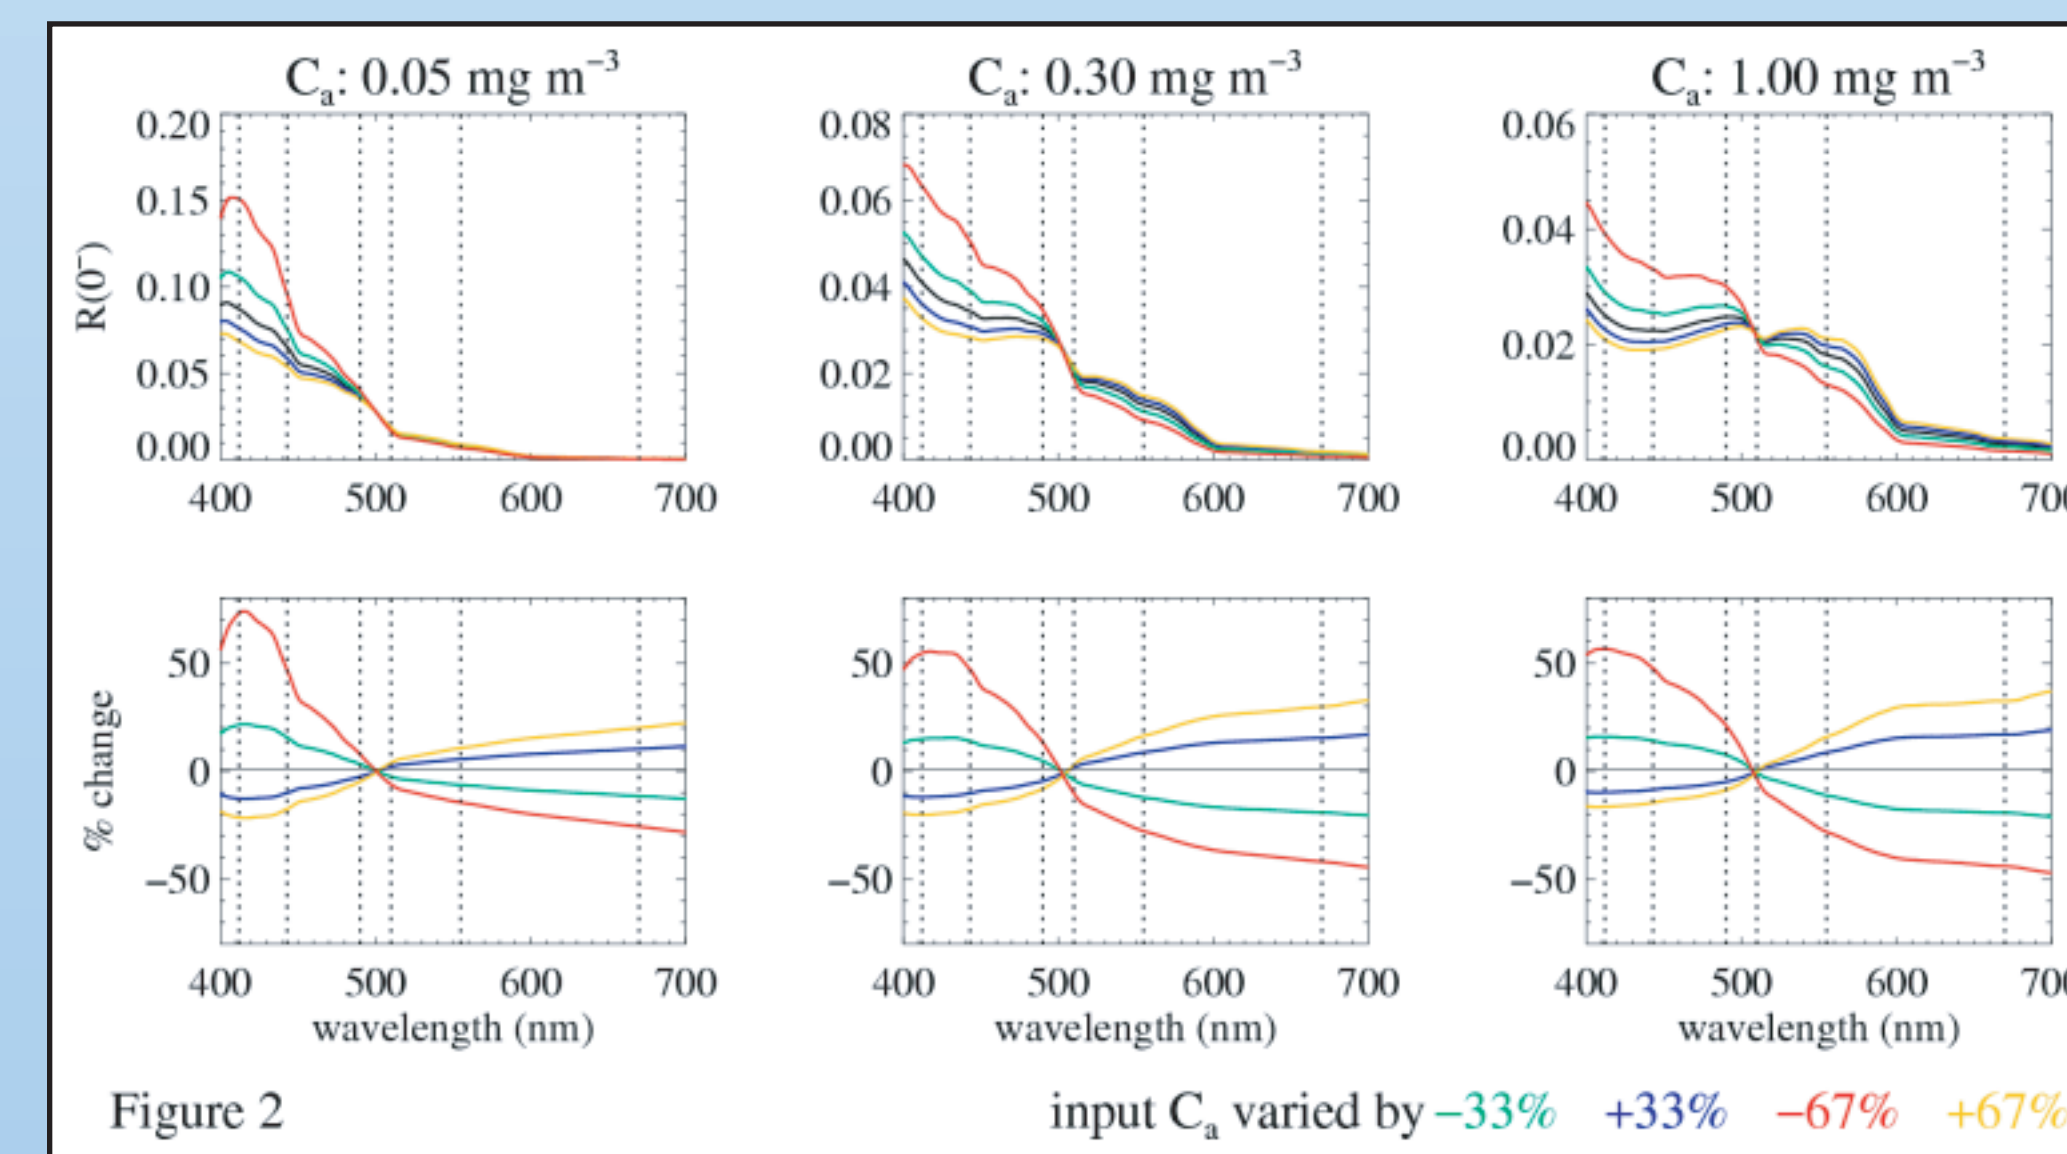 Cₐ: 0.05 mg m⁻³
Cₐ: 0.30 mg m⁻³
Cₐ: 1.00 mg m⁻³
R(0⁻)
0.20
0.15
0.10
0.05
0.00
400 500 600 700
0.08
0.06
0.04
0.02
0.00
400 500 600 700
0.06
0.04
0.02
0.00
400 500 600
% change
50
0
−50
400 500 600 700
wavelength (nm)
50
0
−50
400 500 600 700
wavelength (nm)
50
0
−50
400 500 600
wavelength (nm)
Figure 2
input Cₐ varied by −33% +33% −67% +67%